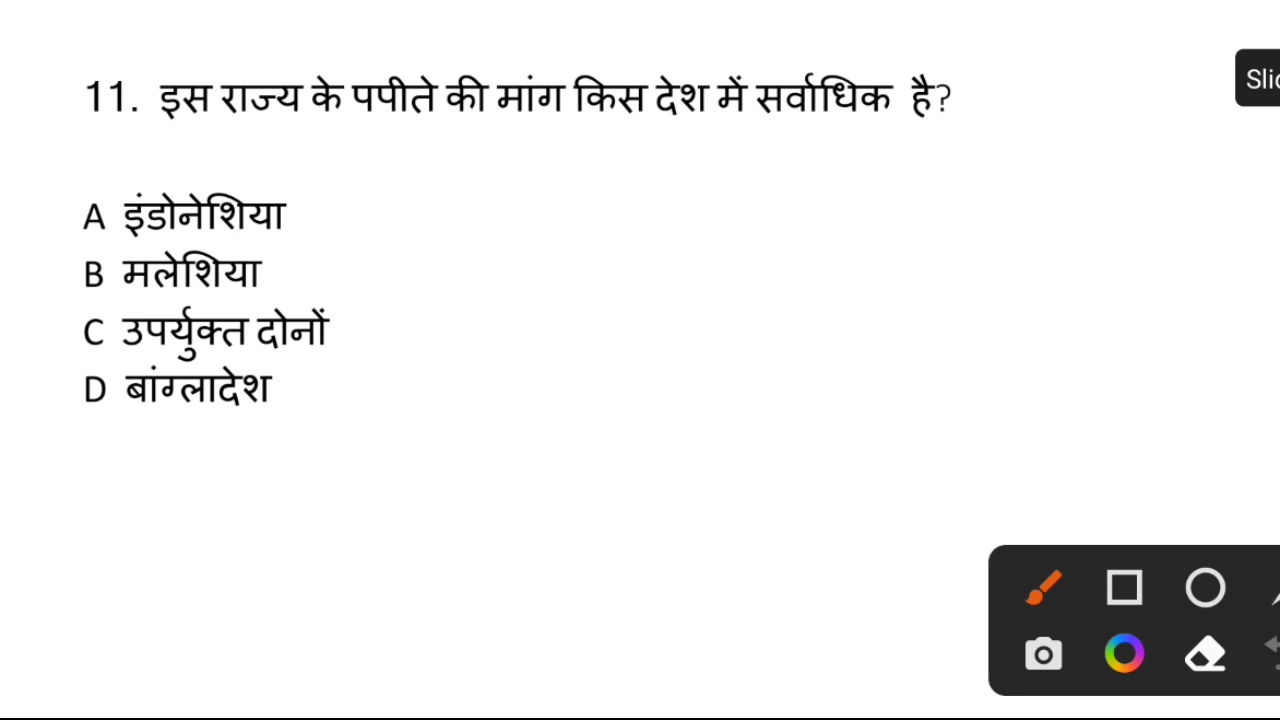 11. इस राज्य के पपीते की मांग किस देश में सर्वाधिक है?
A इंडोनेशिया
B मलेशिया
C उपर्युक्त दोनों
D बांग्लादेश